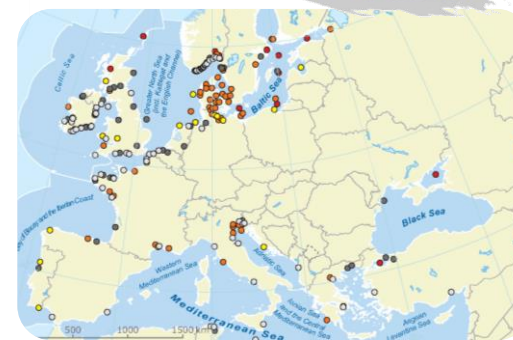 Celtic Sea
Greater North Sea
(incl. Kattegat and
the English Channel)
Baltic Sea
Bay of Biscay and the Iberian Coast
Black Sea
Adriatic Sea
Western
Mediterranean Sea
Ionian Sea
and the Central
Mediterranean Sea
Mediterranean Sea
Aegean
Levantine Sea
500
1000
1500 km